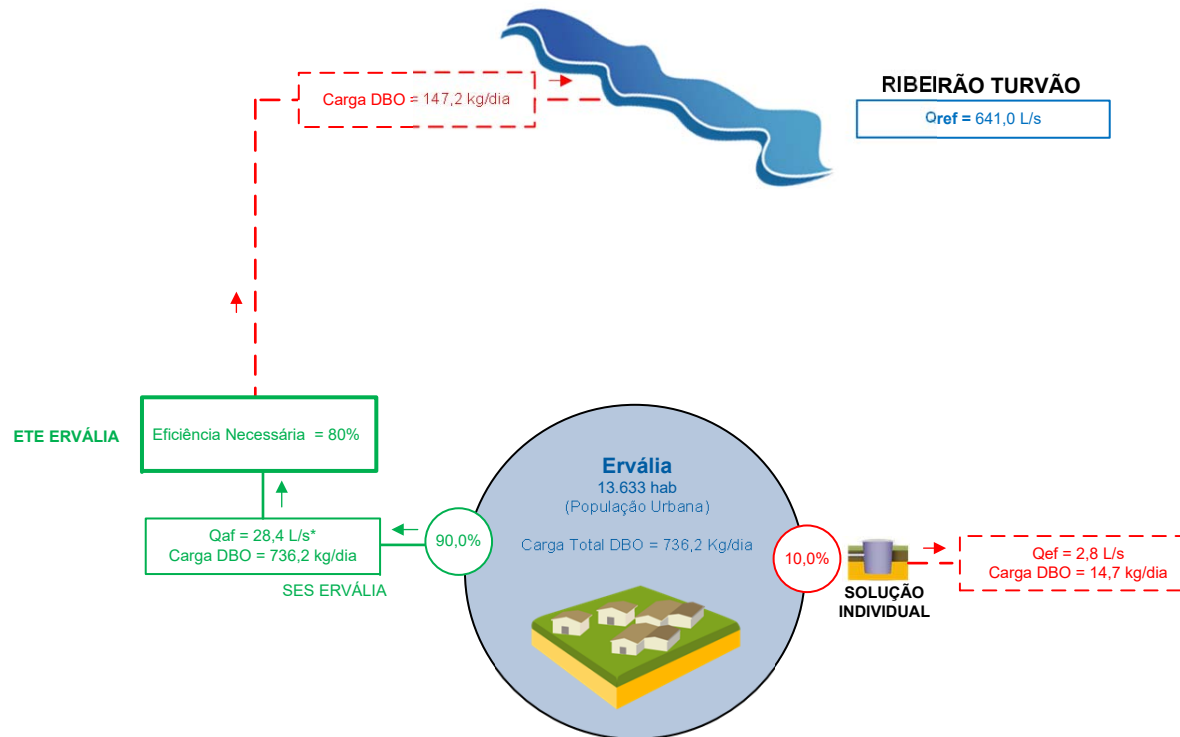 RIBEIRÃO TURVÃO
Qref = 641,0 L/s
Carga DBO = 147,2 kg/dia
ETE ERVÁLIA
Eficiência Necessária = 80%
Qaf = 28,4 L/s*
Carga DBO = 736,2 kg/dia
SES ERVÁLIA
90,0%
Ervália
13.633 hab
(População Urbana)
Carga Total DBO = 736,2 Kg/dia
10,0%
SOLUÇÃO
INDIVIDUAL
Qef = 2,8 L/s
Carga DBO = 14,7 kg/dia